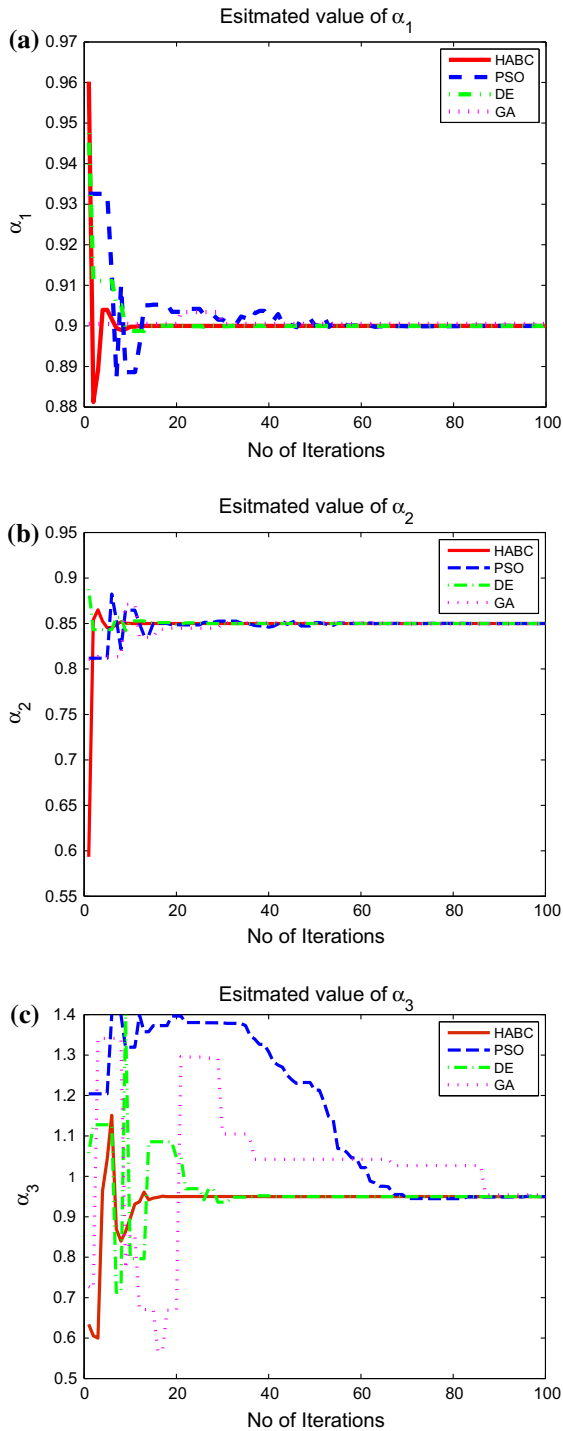 (a)
Esitmated value of α1
0.97
0.96
0.95
0.94
0.93
0.92
0.91
0.9
0.89
0.88
α1
HABC
PSO
DE
GA
0
20
40
60
80
100
No of Iterations
(b)
Esitmated value of α2
0.95
0.9
0.85
0.8
0.75
0.7
0.65
0.6
0.55
α2
HABC
PSO
DE
GA
0
20
40
60
80
100
No of Iterations
(c)
Esitmated value of α3
1.4
1.3
1.2
1.1
1
0.9
0.8
0.7
0.6
0.5
α3
HABC
PSO
DE
GA
0
20
40
60
80
100
No of Iterations